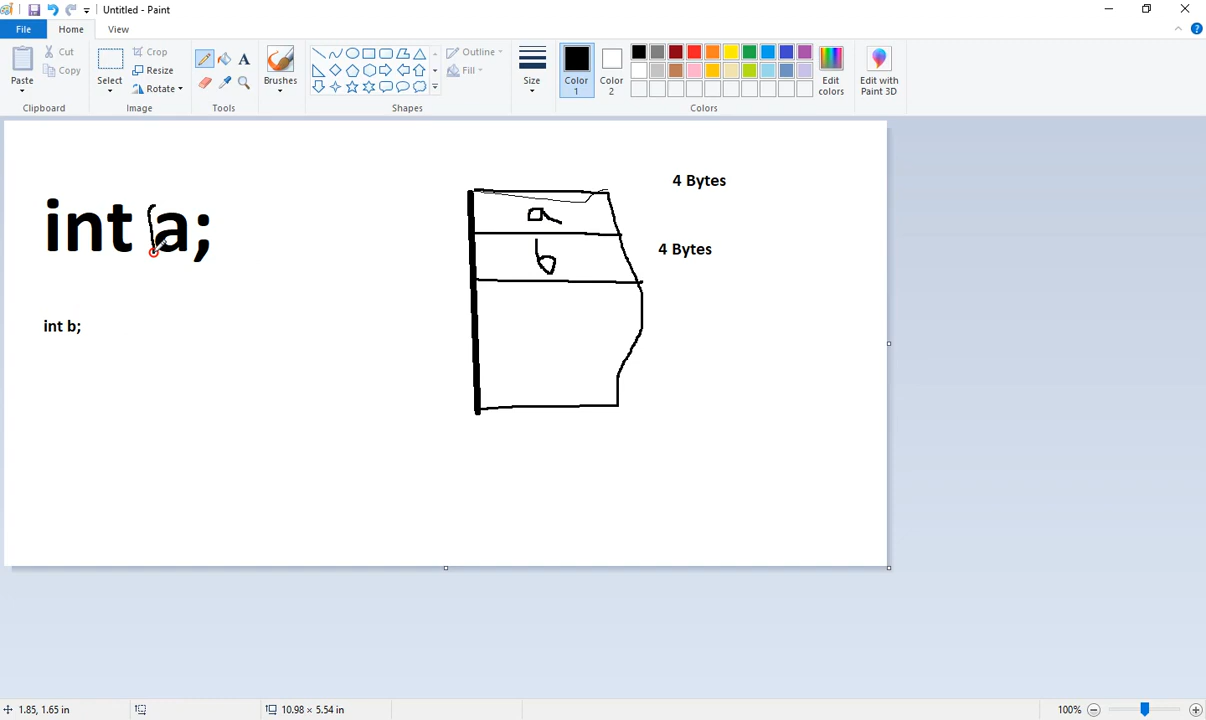 Untitled - Paint
File
Home
View
Paste
Cut
Copy
Clipboard
Select
Crop
Resize
Rotate
Image
Tools
Brushes
Shapes
Outline
Fill
Size
Color
1
Color
2
Edit
colors
Colors
Edit with
Paint 3D
int a;
int b;
a
b
4 Bytes
4 Bytes
1.85, 1.65 in
10.98 × 5.54 in
100%